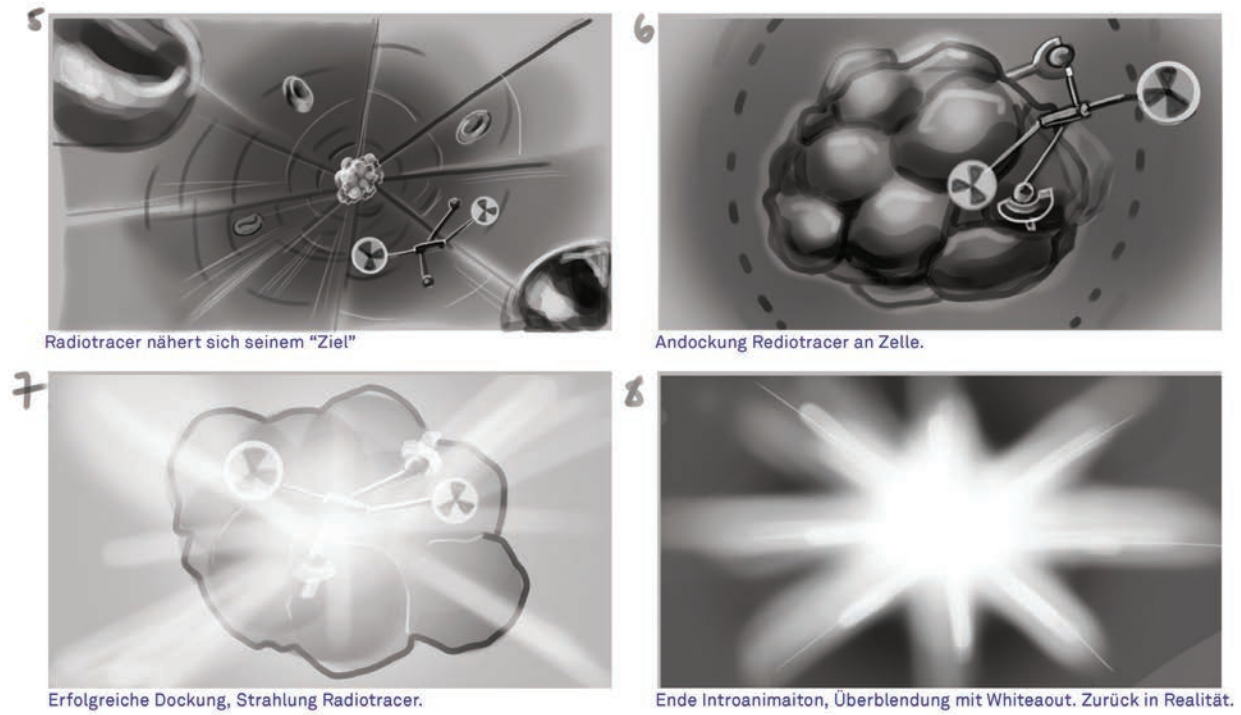 5
6
Radiotracer nähert sich seinem “Ziel”
Andockung Rediotracer an Zelle.
7
8
Erfolgreiche Dockung, Strahlung Radiotracer.
Ende Introanimaiton, Überblendung mit Whiteaout. Zurück in Realität.